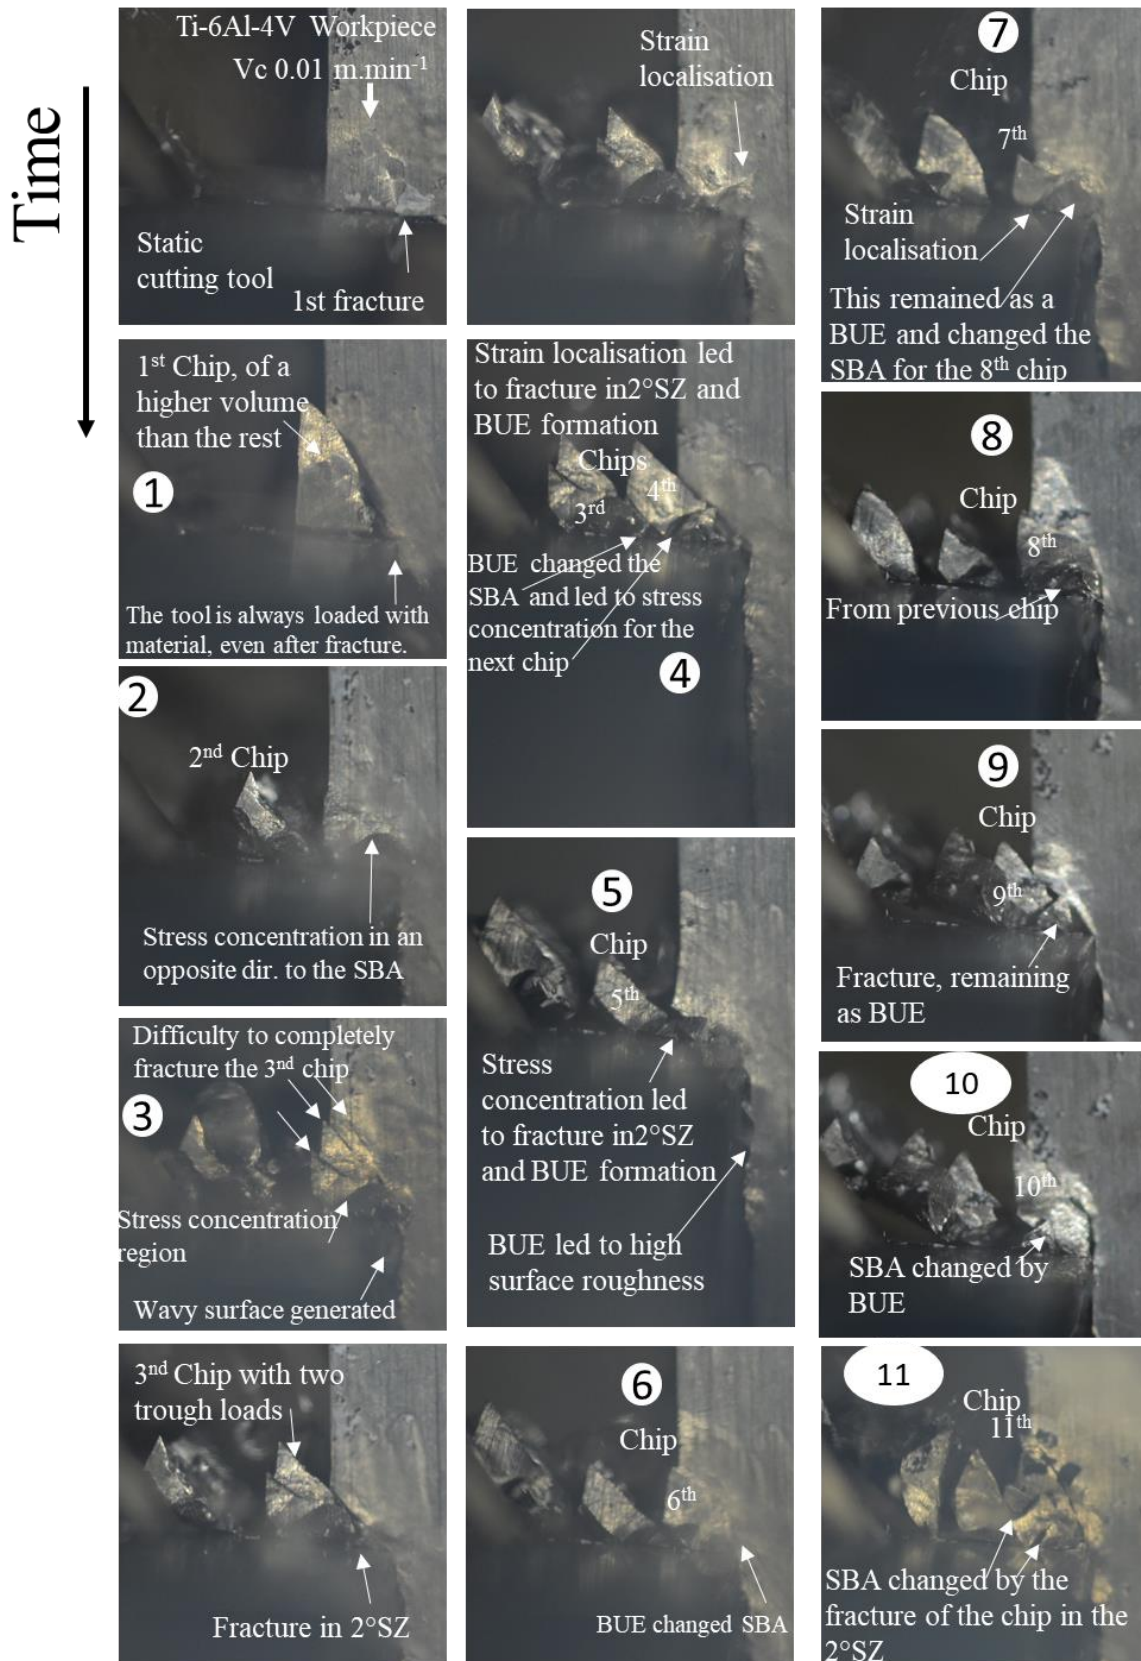 Time
Ti-6Al-4V Workpiece
Vc 0.01 m.min⁻¹
Static
cutting tool
1st fracture
1ˢᵗ Chip, of a
higher volume
than the rest
1
The tool is always loaded with
material, even after fracture.
2
2ⁿᵈ Chip
Stress concentration in an
opposite dir. to the SBA
Difficulty to completely
fracture the 3ⁿᵈ chip
3
Stress concentration
region
Wavy surface generated
3ⁿᵈ Chip with two
trough loads
Fracture in 2°SZ
Strain
localisation
Strain localisation led
to fracture in2°SZ and
BUE formation
Chips
4ᵗʰ
3ʳᵈ
BUE changed the
SBA and led to stress
concentration for the
next chip
4
5
Chip
5ᵗʰ
Stress
concentration led
to fracture in2°SZ
and BUE formation
BUE led to high
surface roughness
6
Chip
6ᵗʰ
BUE changed SBA
7
Chip
7ᵗʰ
Strain
localisation
This remained as a
BUE and changed the
SBA for the 8ᵗʰ chip
8
Chip
8ᵗʰ
From previous chip
9
Chip
9ᵗʰ
Fracture, remaining
as BUE
10
Chip
10ᵗʰ
SBA changed by
BUE
11
Chip
11ᵗʰ
SBA changed by the
fracture of the chip in the
2°SZ